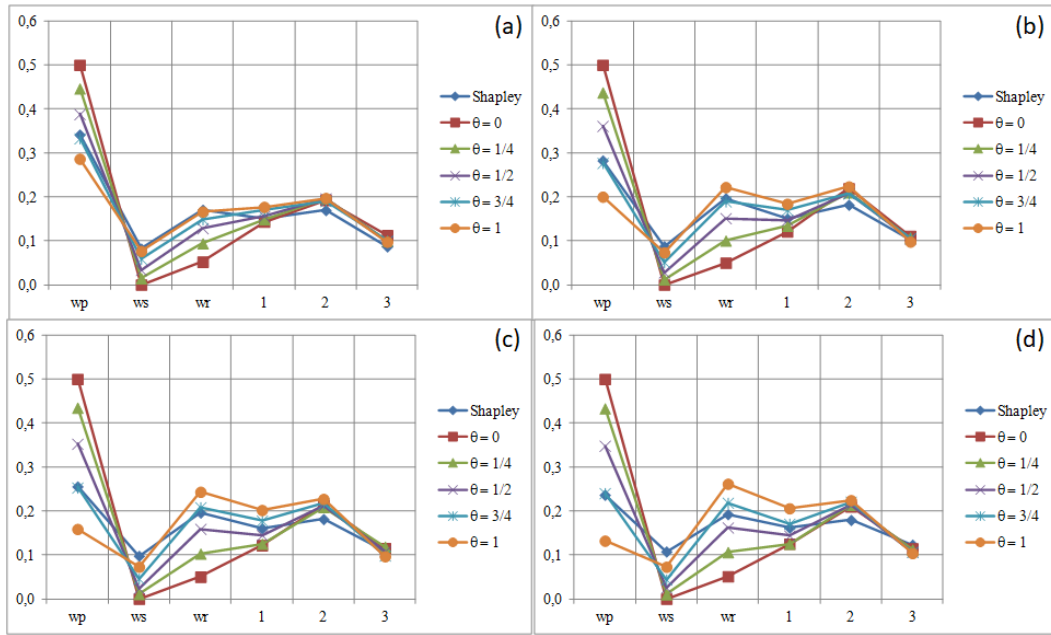 (a)
0,6
0,5
0,4
0,3
0,2
0,1
0,0
wp ws wr 1 2 3
Shapley
θ = 0
θ = 1/4
θ = 1/2
θ = 3/4
θ = 1
(b)
0,6
0,5
0,4
0,3
0,2
0,1
0,0
wp ws wr 1 2 3
Shapley
θ = 0
θ = 1/4
θ = 1/2
θ = 3/4
θ = 1
(c)
0,6
0,5
0,4
0,3
0,2
0,1
0,0
wp ws wr 1 2 3
Shapley
θ = 0
θ = 1/4
θ = 1/2
θ = 3/4
θ = 1
(d)
0,6
0,5
0,4
0,3
0,2
0,1
0,0
wp ws wr 1 2 3
Shapley
θ = 0
θ = 1/4
θ = 1/2
θ = 3/4
θ = 1